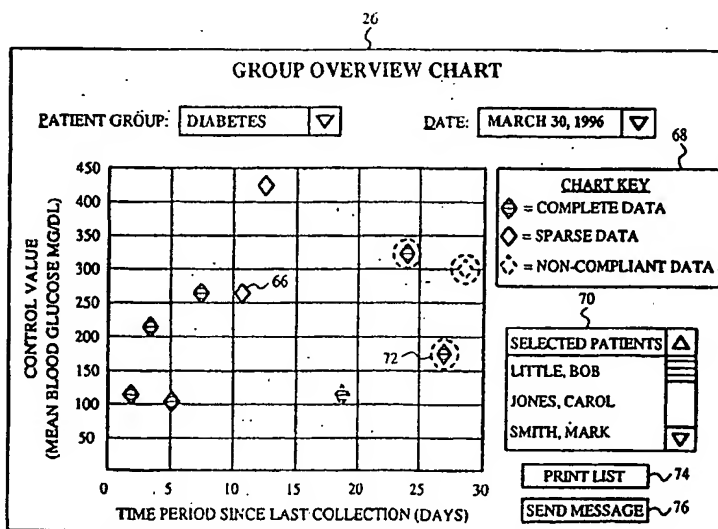 26
GROUP OVERVIEW CHART
PATIENT GROUP: DIABETES
DATE: MARCH 30, 1996
68
CHART KEY
= COMPLETE DATA
= SPARSE DATA
= NON-COMPLIANT DATA
CONTROL VALUE
(MEAN BLOOD GLUCOSE MG/DL)
450
400
350
300
250
200
150
100
50
66
72
0 5 10 15 20 25 30
TIME PERIOD SINCE LAST COLLECTION (DAYS)
70
SELECTED PATIENTS
LITTLE, BOB
JONES, CAROL
SMITH, MARK
PRINT LIST 74
SEND MESSAGE 76